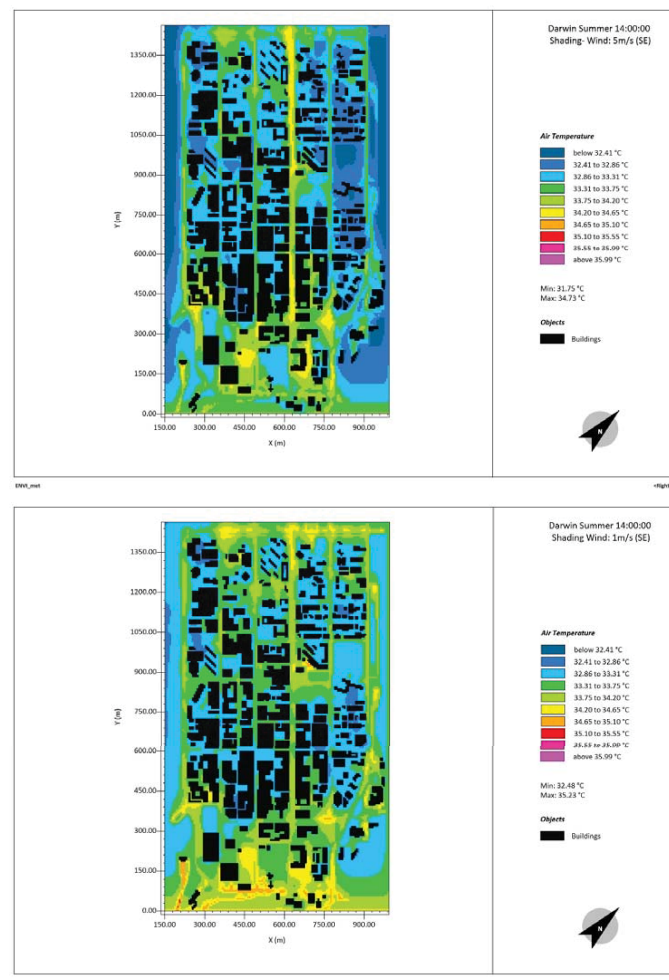 Darwin Summer 14:00:00
Shading- Wind: 5m/s (SE)
1350.00
1200.00
1050.00
900.00
750.00
600.00
450.00
300.00
150.00
0.00
Y (m)
150.00 300.00 450.00 600.00 750.00 900.00
X (m)
Air Temperature
below 32.41 °C
32.41 to 32.86 °C
32.86 to 33.31 °C
33.31 to 33.75 °C
33.75 to 34.20 °C
34.20 to 34.65 °C
34.65 to 35.10 °C
35.10 to 35.55 °C
35.55 to 35.99 °C
above 35.99 °C
Min: 31.75 °C
Max: 34.73 °C
Objects
Buildings
N
ENVI_met
<Right
Darwin Summer 14:00:00
Shading Wind: 1m/s (SE)
1350.00
1200.00
1050.00
900.00
750.00
600.00
450.00
300.00
150.00
0.00
Y (m)
150.00 300.00 450.00 600.00 750.00 900.00
X (m)
Air Temperature
below 32.41 °C
32.41 to 32.86 °C
32.86 to 33.31 °C
33.31 to 33.75 °C
33.75 to 34.20 °C
34.20 to 34.65 °C
34.65 to 35.10 °C
35.10 to 35.55 °C
35.55 to 35.99 °C
above 35.99 °C
Min: 32.48 °C
Max: 35.23 °C
Objects
Buildings
N